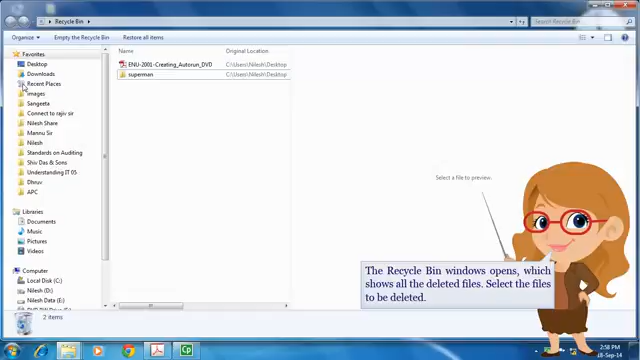 Recycle Bin
Search Recycle Bin
Organize
Empty the Recycle Bin
Restore all items
Favorites
Desktop
Downloads
Recent Places
Images
Sangeeta
Connect to rajiv sir
Nilesh Share
Mannu Sir
Nilesh
Standards on Auditing
Shiv Das & Sons
Understanding IT 05
Dhruv
APC
Libraries
Documents
Music
Pictures
Videos
Computer
Local Disk (C:)
Nilesh (D:)
Nilesh Data (E:)
Name
Original Location
ENU-2001-Creating_Autorun_DVD
C:\Users\Nilesh\Desktop
superman
C:\Users\Nilesh\Desktop
Select a file to preview.
The Recycle Bin windows opens, which
shows all the deleted files. Select the files
to be deleted.
2 items
2:58 PM
18-Sep-14